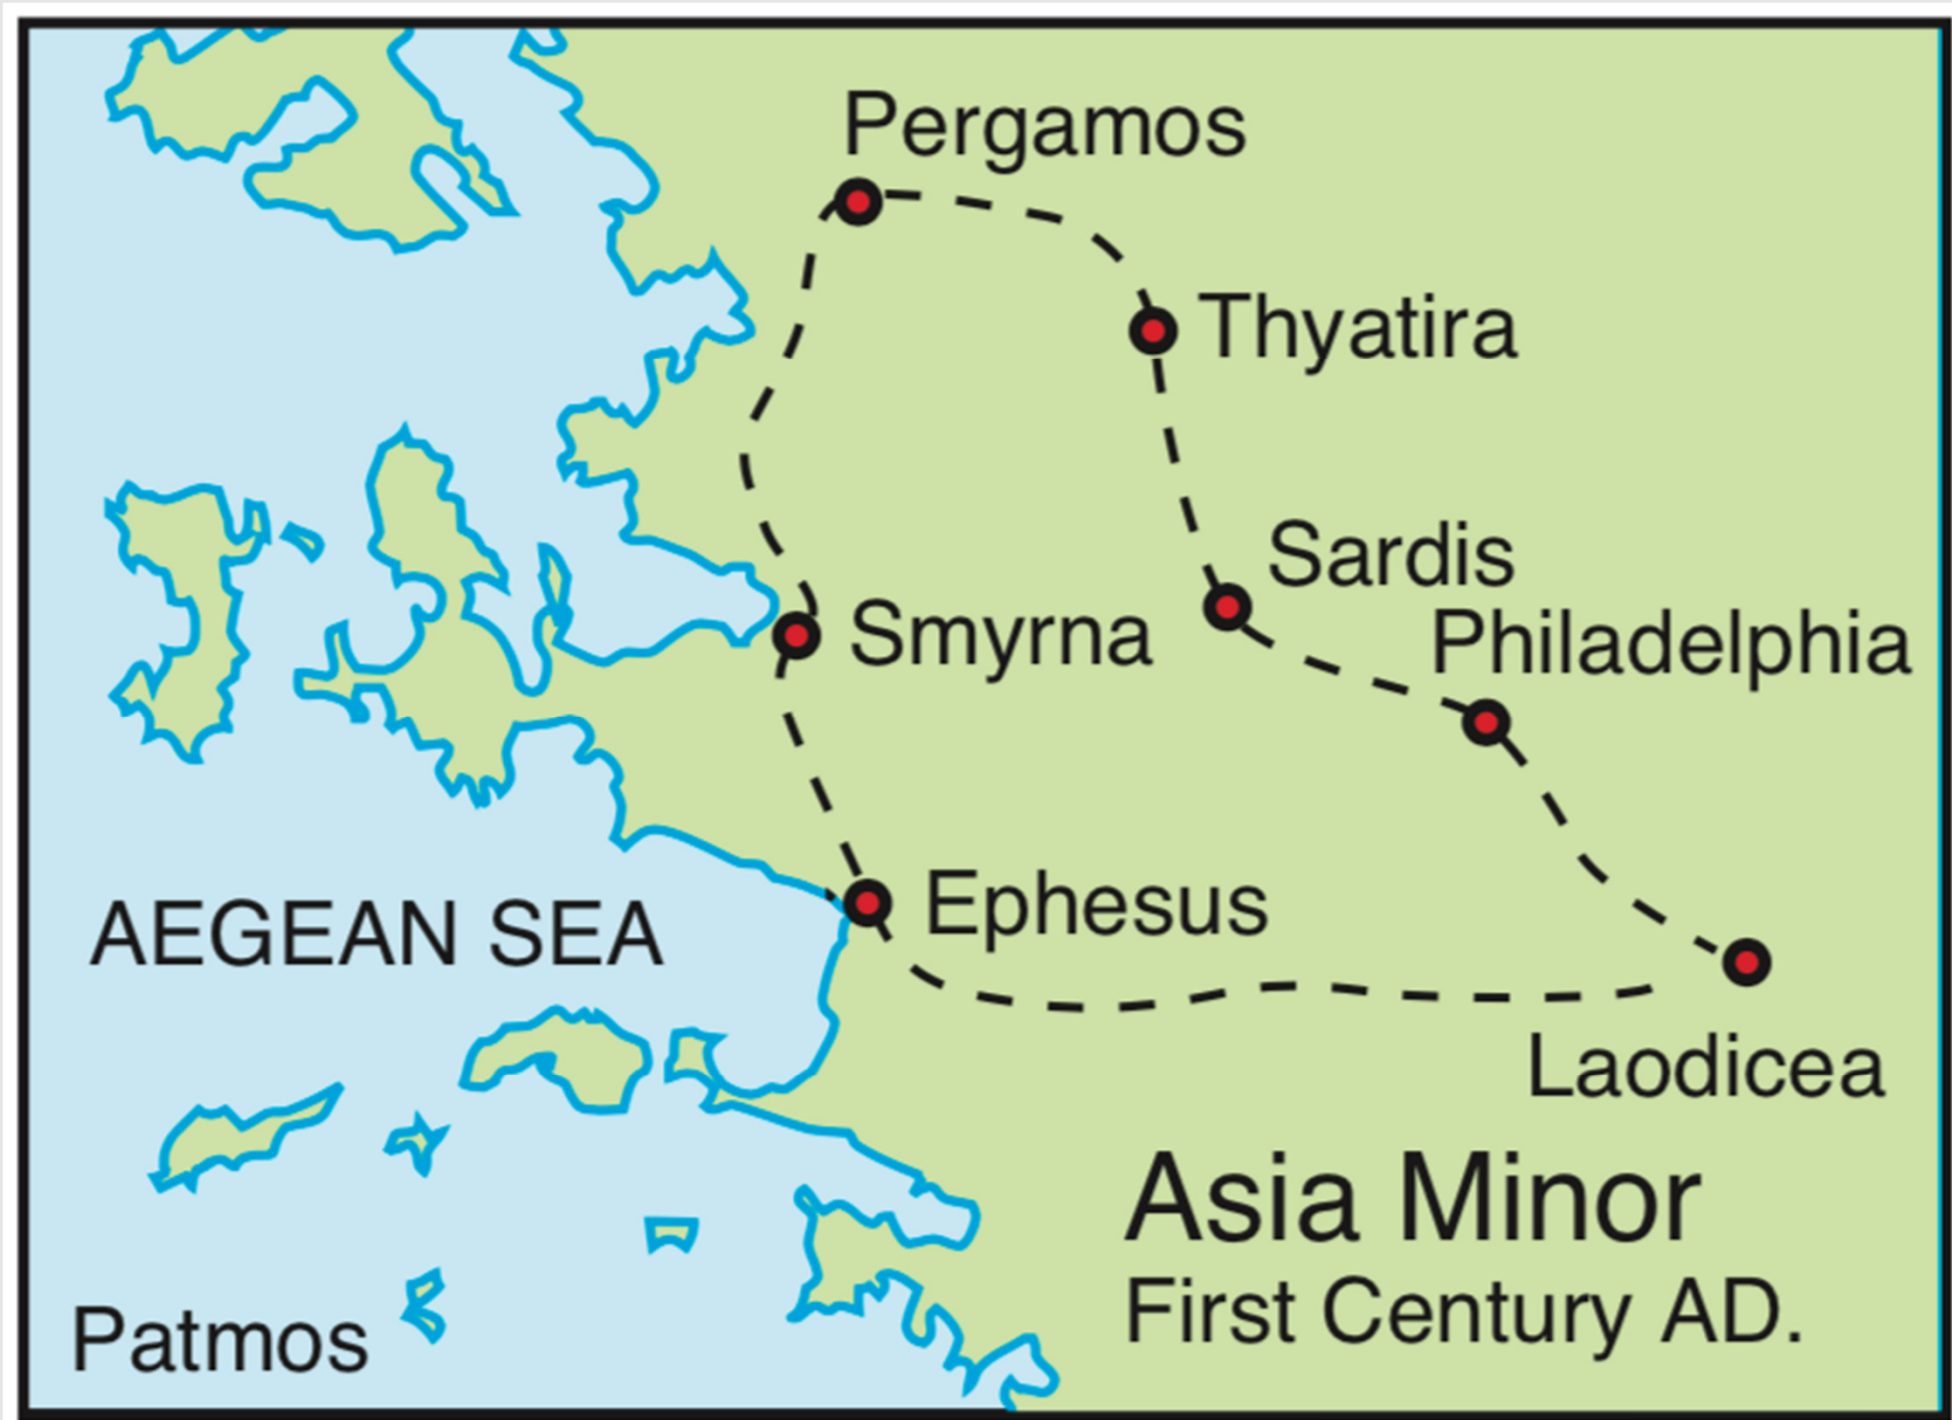 Pergamos
Thyatira
Sardis
Philadelphia
Smyrna
Ephesus
AEGEAN SEA
Laodicea
Asia Minor
First Century AD.
Patmos